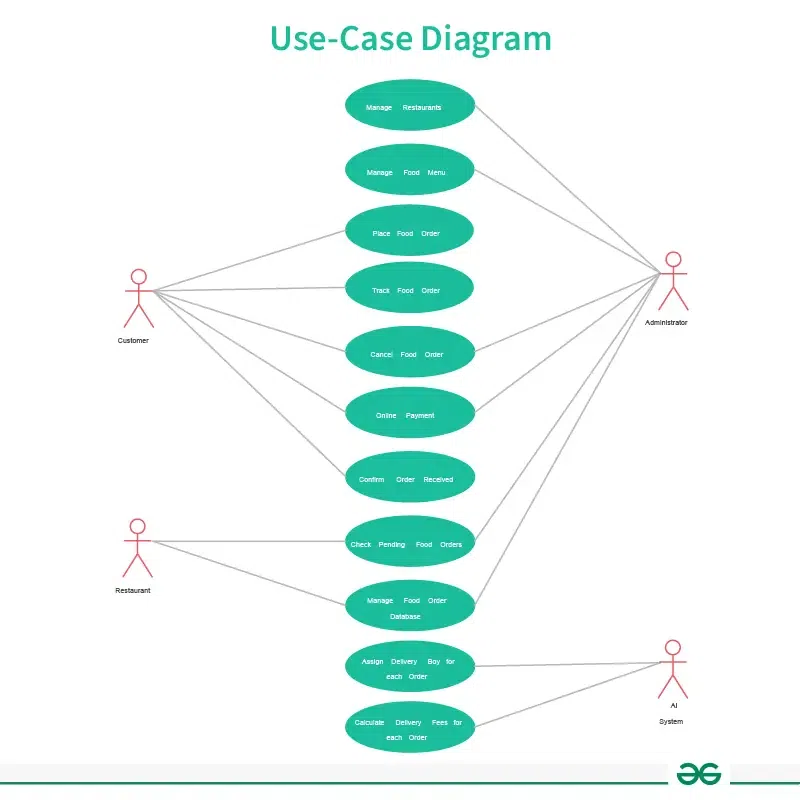 Use-Case Diagram
Manage Restaurants
Manage Food Menu
Place Food Order
Track Food Order
Customer
Administrator
Cancel Food Order
Online Payment
Confirm Order Received
Check Pending Food Orders
Restaurant
Manage Food Order
Database
Assign Delivery Boy for
each Order
AI
System
Calculate Delivery Fees for
each Order